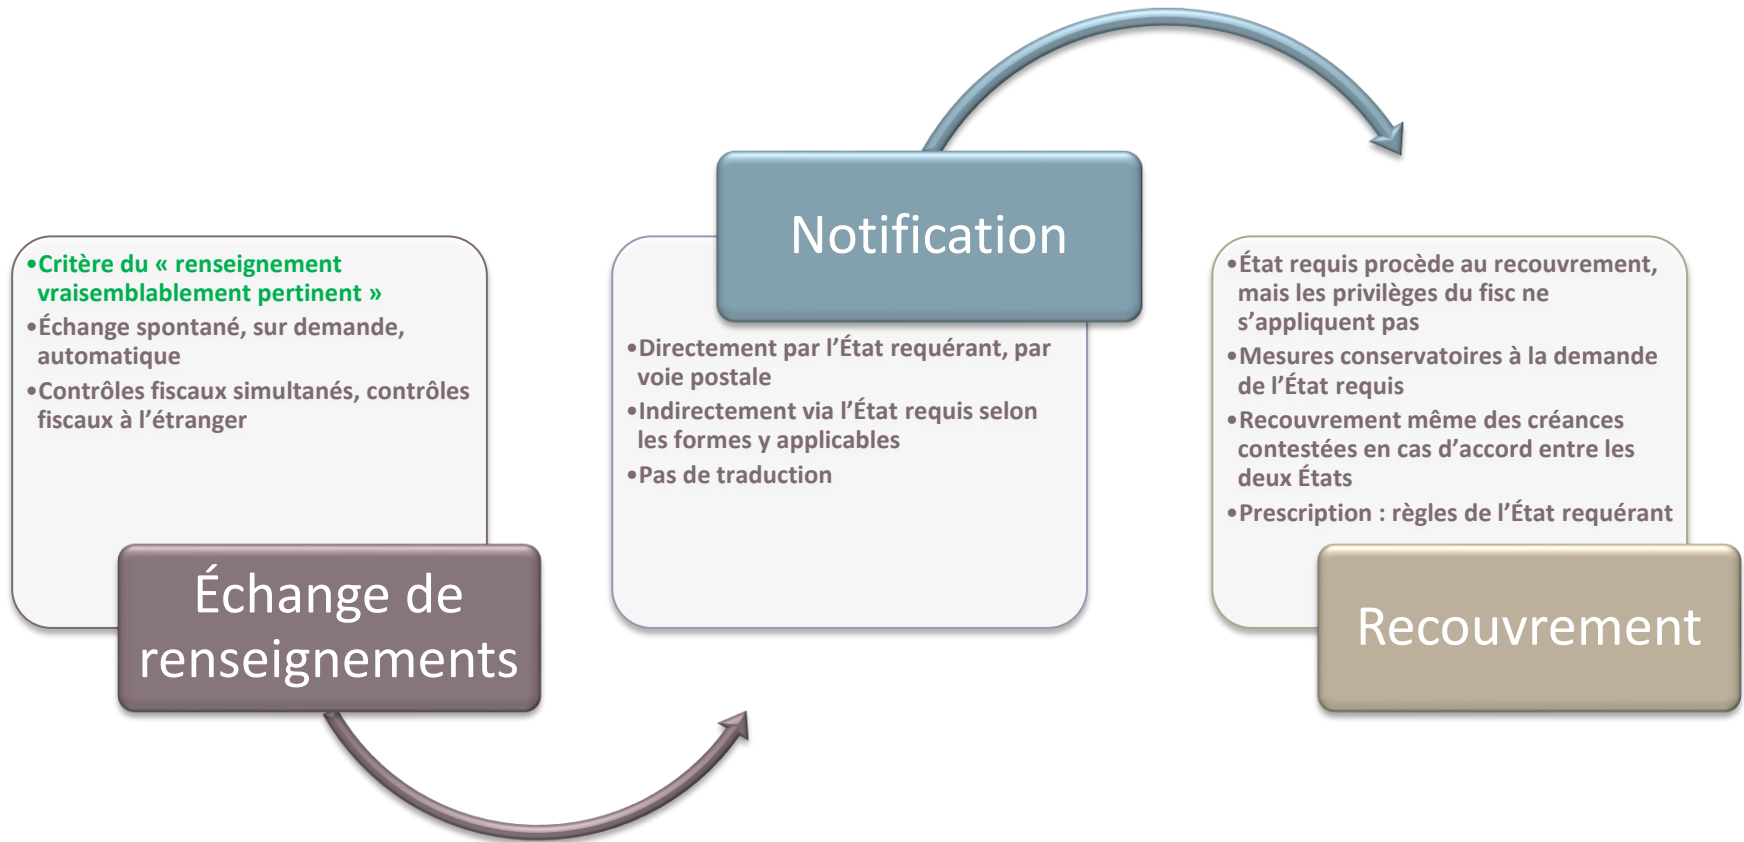 •Critère du « renseignement
vraisemblablement pertinent »
•Échange spontané, sur demande,
automatique
•Contrôles fiscaux simultanés, contrôles
fiscaux à l’étranger
Échange de
renseignements
Notification
•Directement par l’État requérant, par
voie postale
•Indirectement via l’État requis selon
les formes y applicables
•Pas de traduction
•État requis procède au recouvrement,
mais les privilèges du fisc ne
s’appliquent pas
•Mesures conservatoires à la demande
de l’État requis
•Recouvrement même des créances
contestées en cas d’accord entre les
deux États
•Prescription : règles de l’État requérant
Recouvrement